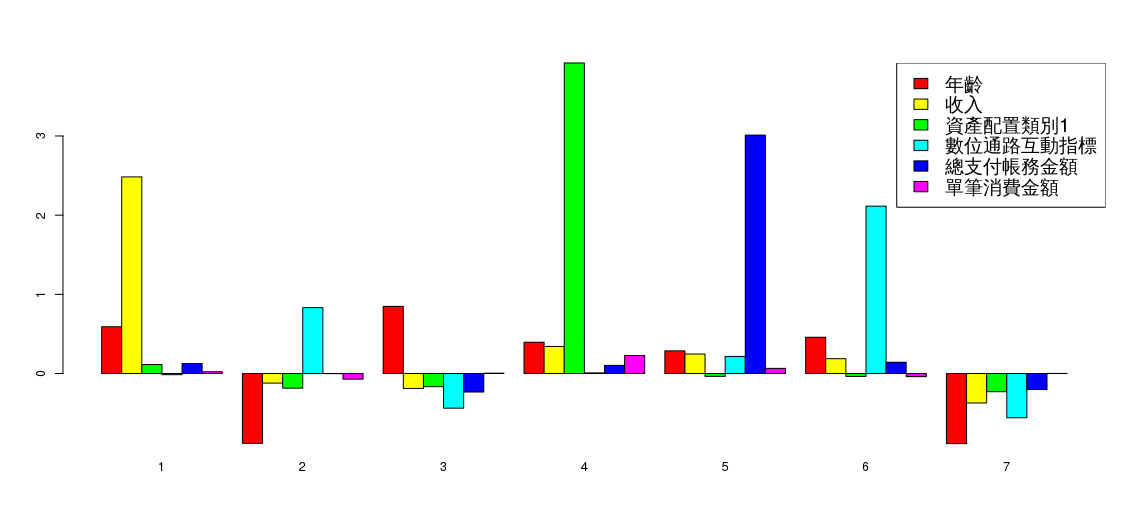 3
2
1
0
年齡
收入
資產配置類別1
數位通路互動指標
總支付帳務金額
單筆消費金額
1 2 3 4 5 6 7